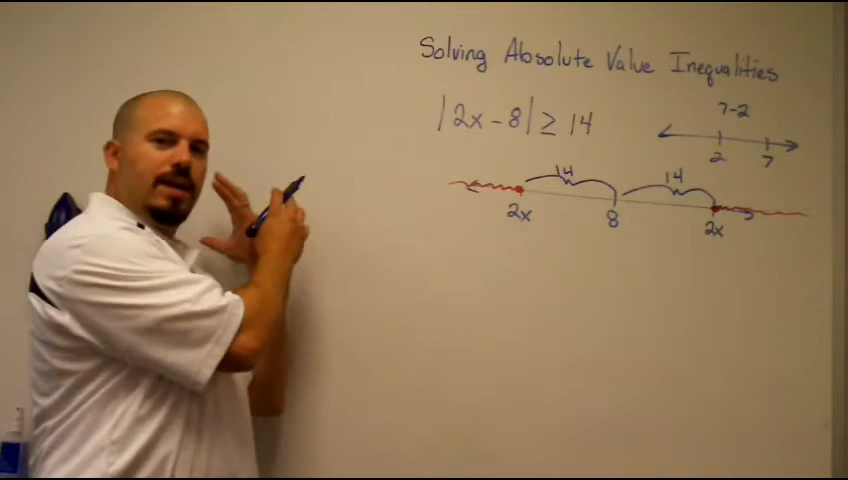 Solving Absolute Value Inequalities
|2x - 8| ≥ 14
7-2
2 7
14 14
2x 8 2x